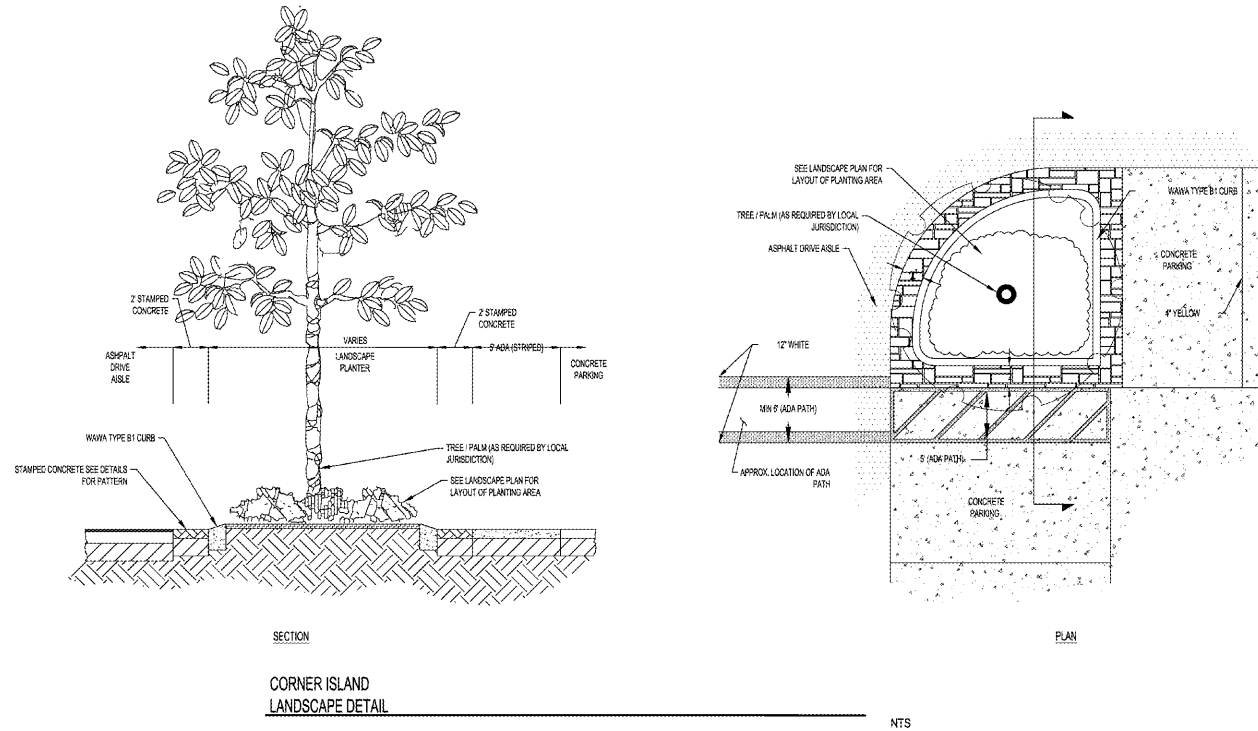 2' STAMPED
CONCRETE
2' STAMPED
CONCRETE
VARIES
LANDSCAPE
PLANTER
5' ADA (STRIPED)
ASHPALT
DRIVE
AISLE
CONCRETE
PARKING
WAWA TYPE B1 CURB
STAMPED CONCRETE SEE DETAILS
FOR PATTERN
TREE / PALM (AS REQUIRED BY LOCAL
JURISDICTION)
SEE LANDSCAPE PLAN FOR
LAYOUT OF PLANTING AREA
SECTION
SEE LANDSCAPE PLAN FOR
LAYOUT OF PLANTING AREA
WAWA TYPE B1 CURB
2'
TREE / PALM (AS REQUIRED BY LOCAL
JURISDICTION)
ASPHALT DRIVE AISLE
CONCRETE
PARKING
4" YELLOW
12" WHITE
MIN 6' (ADA PATH)
5' (ADA PATH)
APPROX. LOCATION OF ADA
PATH
CONCRETE
PARKING
PLAN
CORNER ISLAND
LANDSCAPE DETAIL
NTS